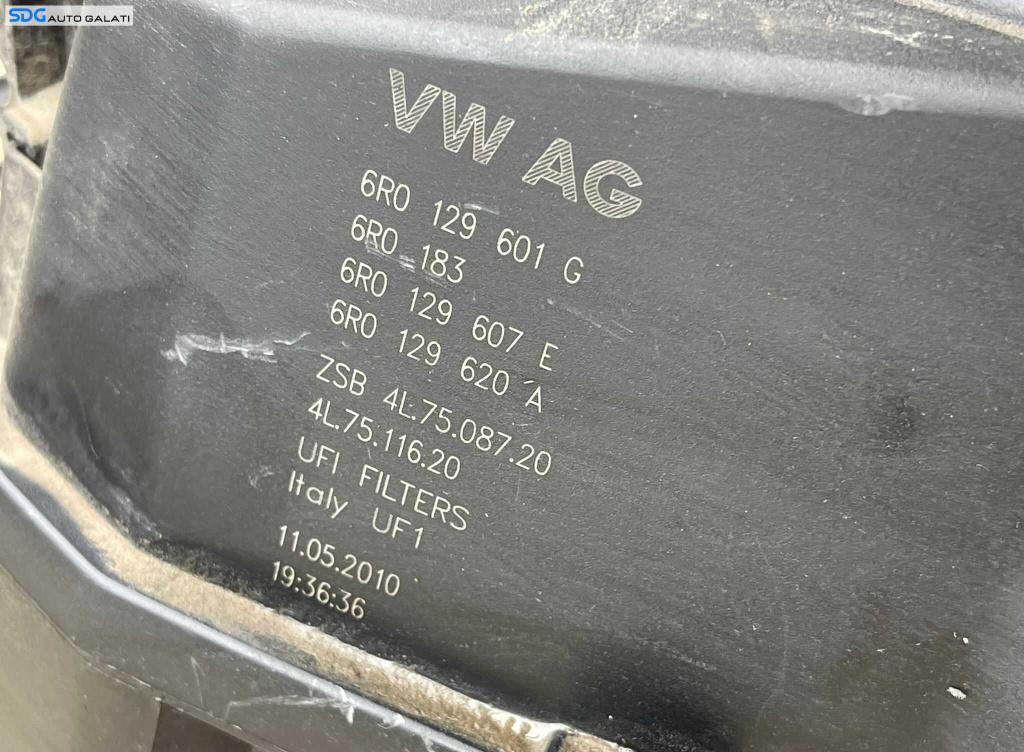 SDG AUTO GALATI
VW AG
6R0 129 601 G
6R0 183
6R0 129 607 E
6R0 129 620 A
ZSB 4L.75.087.20
4L.75.116.20
UFI FILTERS
Italy UF1
11.05.2010
19:36:36